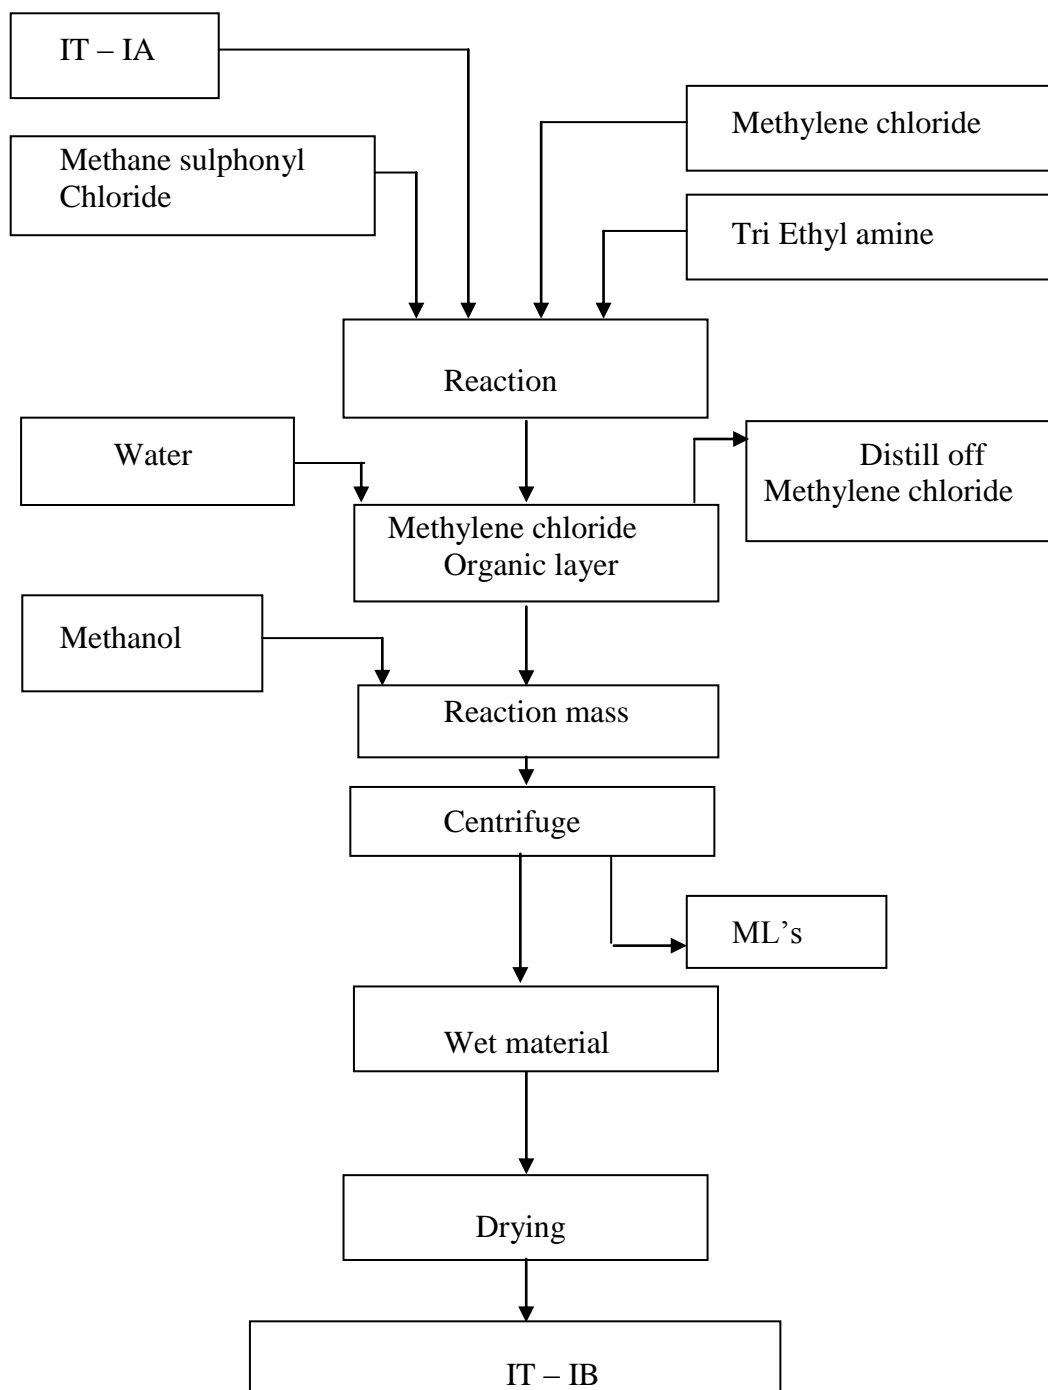 IT – IA
Methylene chloride
Methane sulphonyl
Chloride
Tri Ethyl amine
Reaction
Water
Distill off
Methylene chloride
Methylene chloride
Organic layer
Methanol
Reaction mass
Centrifuge
ML’s
Wet material
Drying
IT – IB